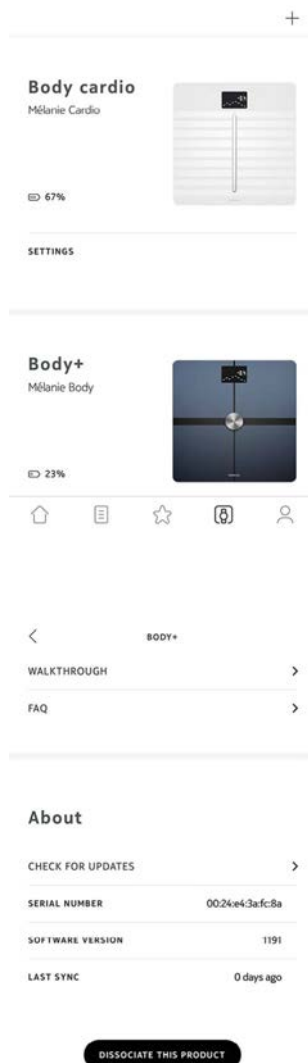 Body cardio
Mélanie Cardio
67%
SETTINGS
Body+
Mélanie Body
23%
BODY+
WALKTHROUGH
FAQ
About
CHECK FOR UPDATES
SERIAL NUMBER 00:24:e4:3a:fc:8a
SOFTWARE VERSION 1191
LAST SYNC 0 days ago
DISSOCIATE THIS PRODUCT